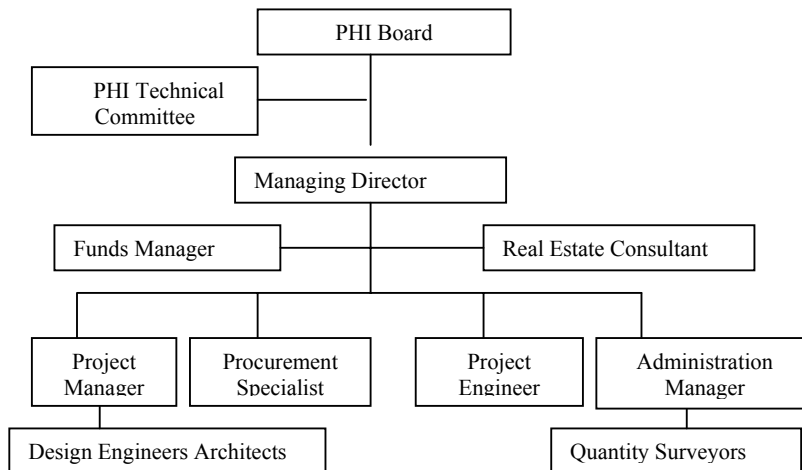 PHI Board
PHI Technical
Committee
Managing Director
Funds Manager
Real Estate Consultant
Project
Manager
Procurement
Specialist
Project
Engineer
Administration
Manager
Design Engineers Architects
Quantity Surveyors